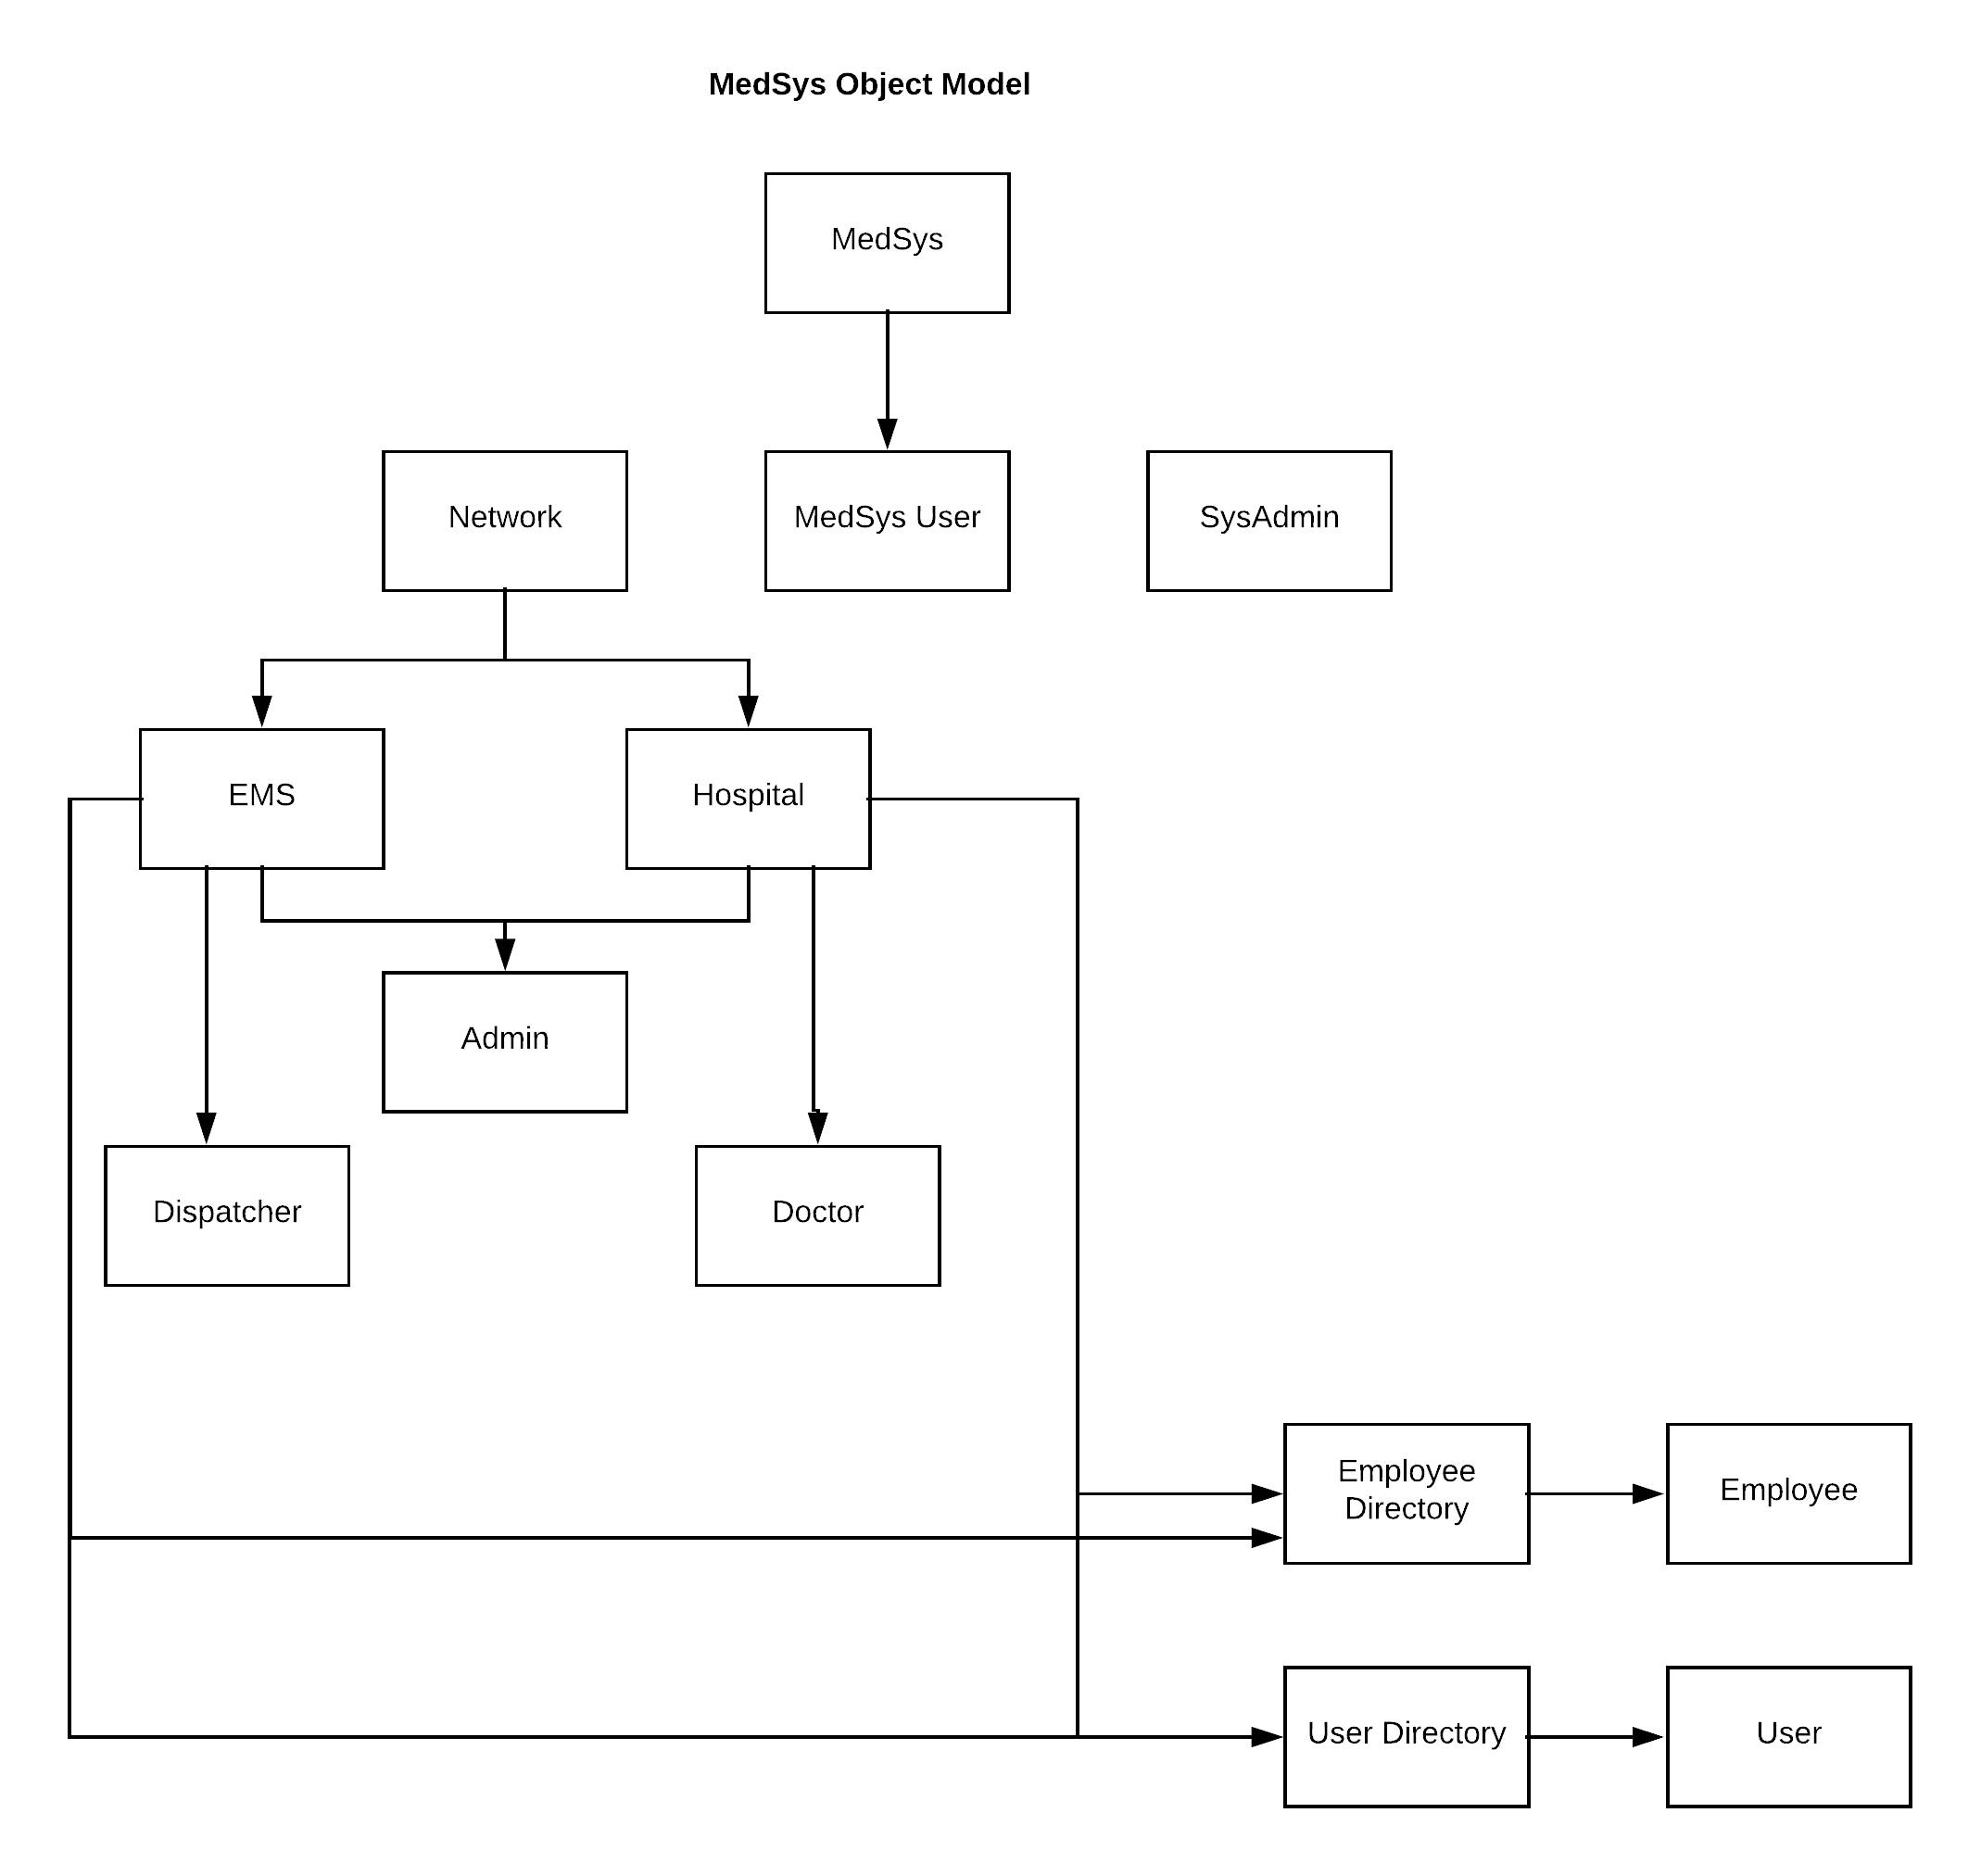 MedSys Object Model
MedSys
Network
MedSys User
SysAdmin
EMS
Hospital
Admin
Dispatcher
Doctor
Employee
Directory
Employee
User Directory
User